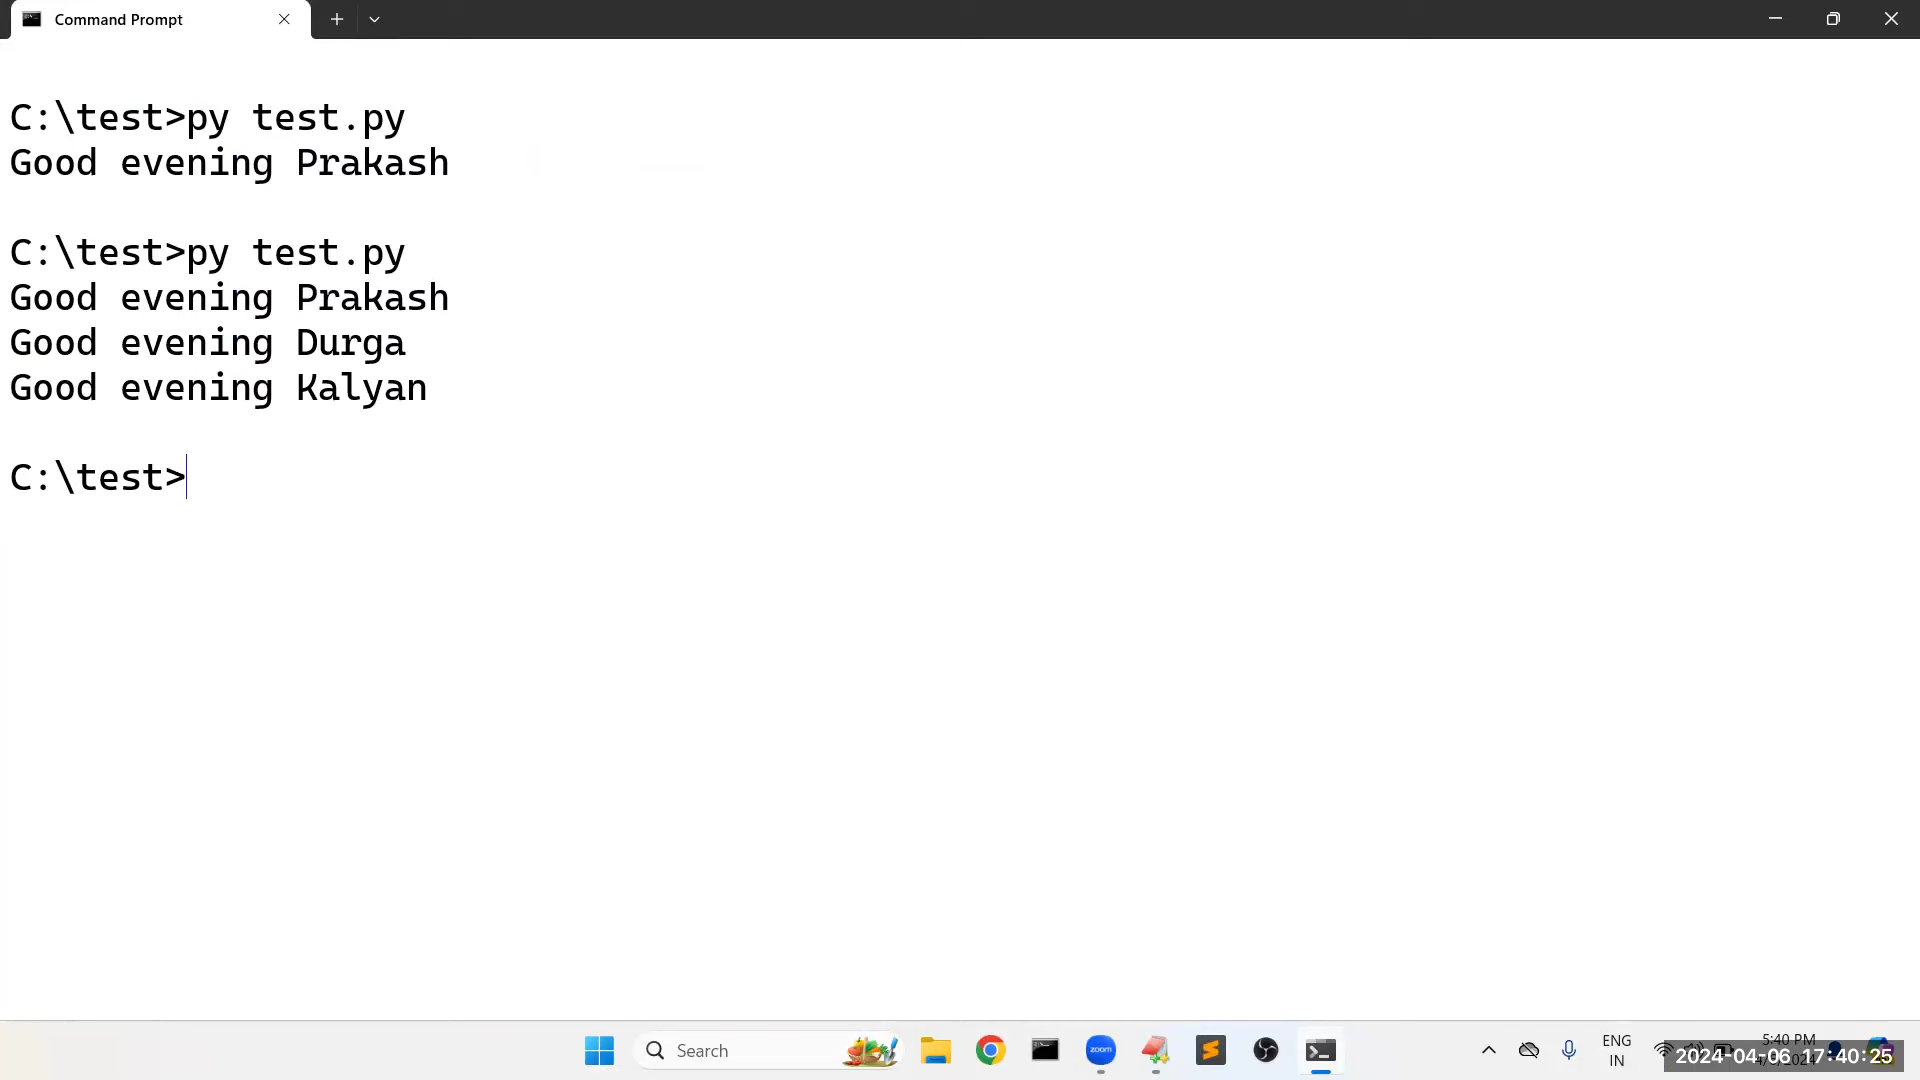 Command Prompt
C:\test>py test.py
Good evening Prakash
C:\test>py test.py
Good evening Prakash
Good evening Durga
Good evening Kalyan
C:\test>
Search
zoom
ENG
IN
5:40 PM
2024-04-06 17:40:25